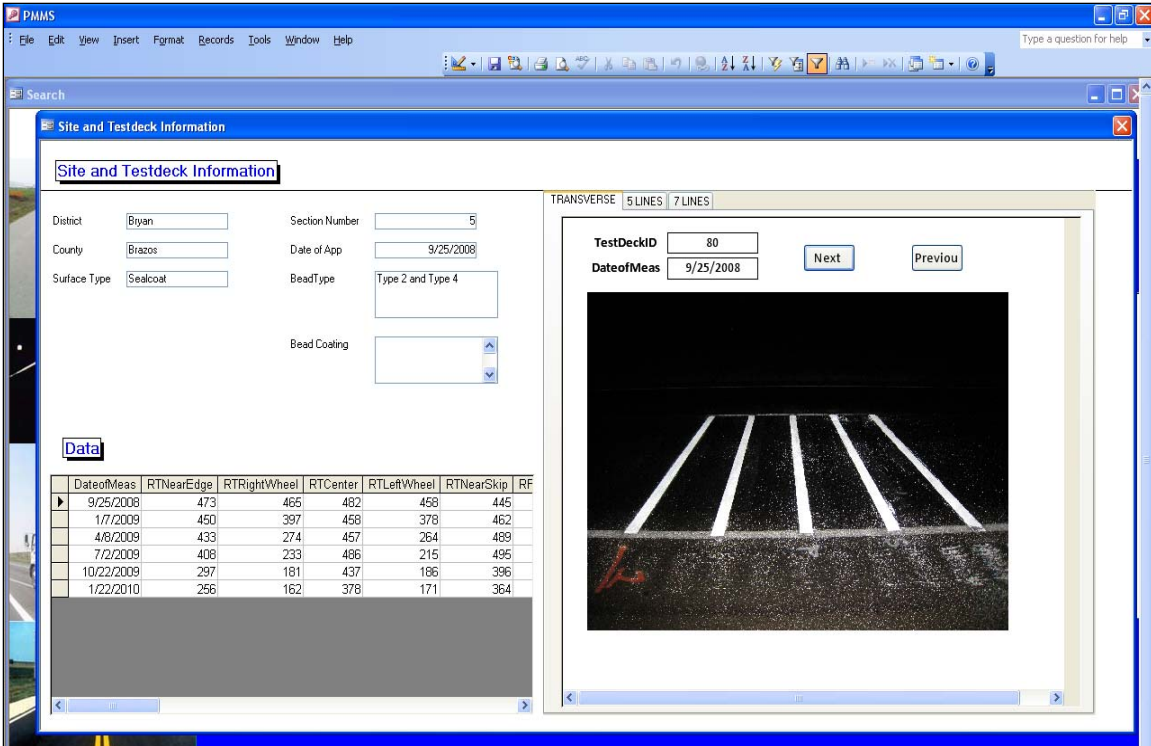 PMMS
File Edit View Insert Format Records Tools Window Help
Type a question for help
Search
Site and Testdeck Information
Site and Testdeck Information
District Bryan
County Brazos
Surface Type Sealcoat
Section Number 5
Date of App 9/25/2008
BeadType Type 2 and Type 4
Bead Coating
Data
DateofMeas RTNearEdge RTRightWheel RTCenter RTLeftWheel RTNearSkip RF
9/25/2008 473 465 482 458 445
1/7/2009 450 397 458 378 462
4/8/2009 433 274 457 264 489
7/2/2009 408 233 486 215 495
10/22/2009 297 181 437 186 396
1/22/2010 256 162 378 171 364
TRANSVERSE 5 LINES 7 LINES
TestDeckID 80
DateofMeas 9/25/2008
Next Previou